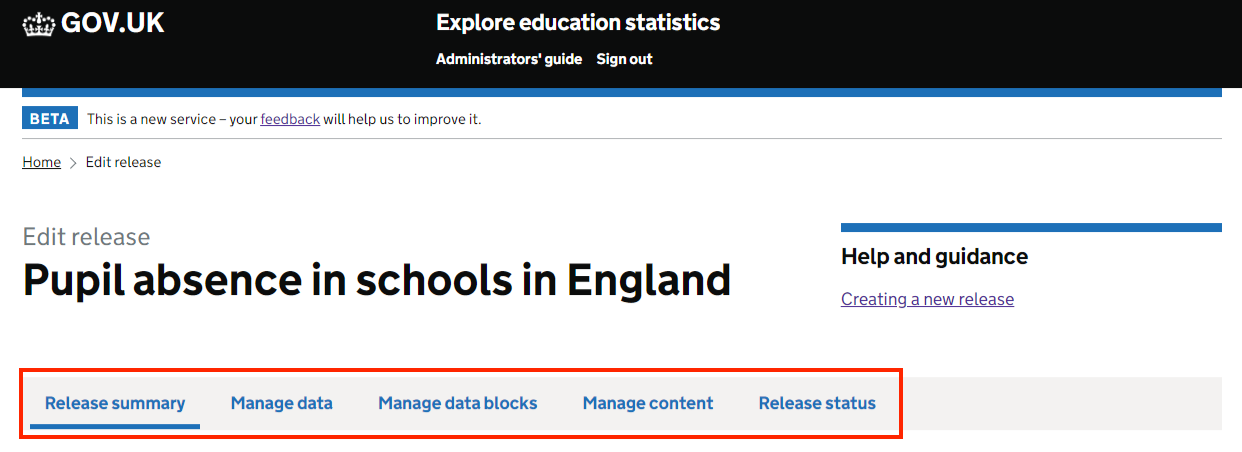 GOV.UK
Explore education statistics
Administrators' guide Sign out
BETA This is a new service – your feedback will help us to improve it.
Home > Edit release
Edit release
Pupil absence in schools in England
Help and guidance
Creating a new release
Release summary Manage data Manage data blocks Manage content Release status